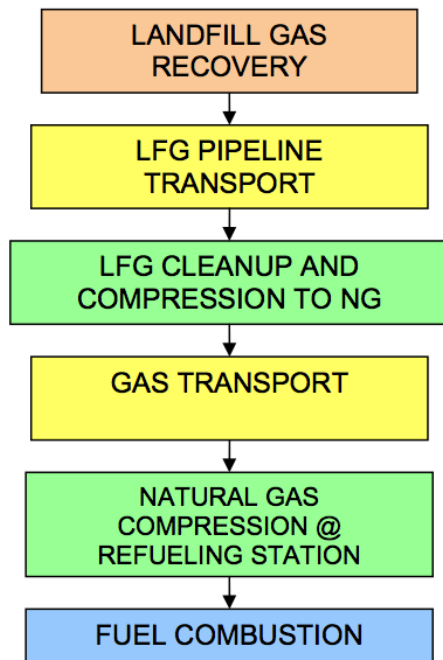 LANDFILL GAS
RECOVERY
LFG PIPELINE
TRANSPORT
LFG CLEANUP AND
COMPRESSION TO NG
GAS TRANSPORT
NATURAL GAS
COMPRESSION @
REFUELING STATION
FUEL COMBUSTION